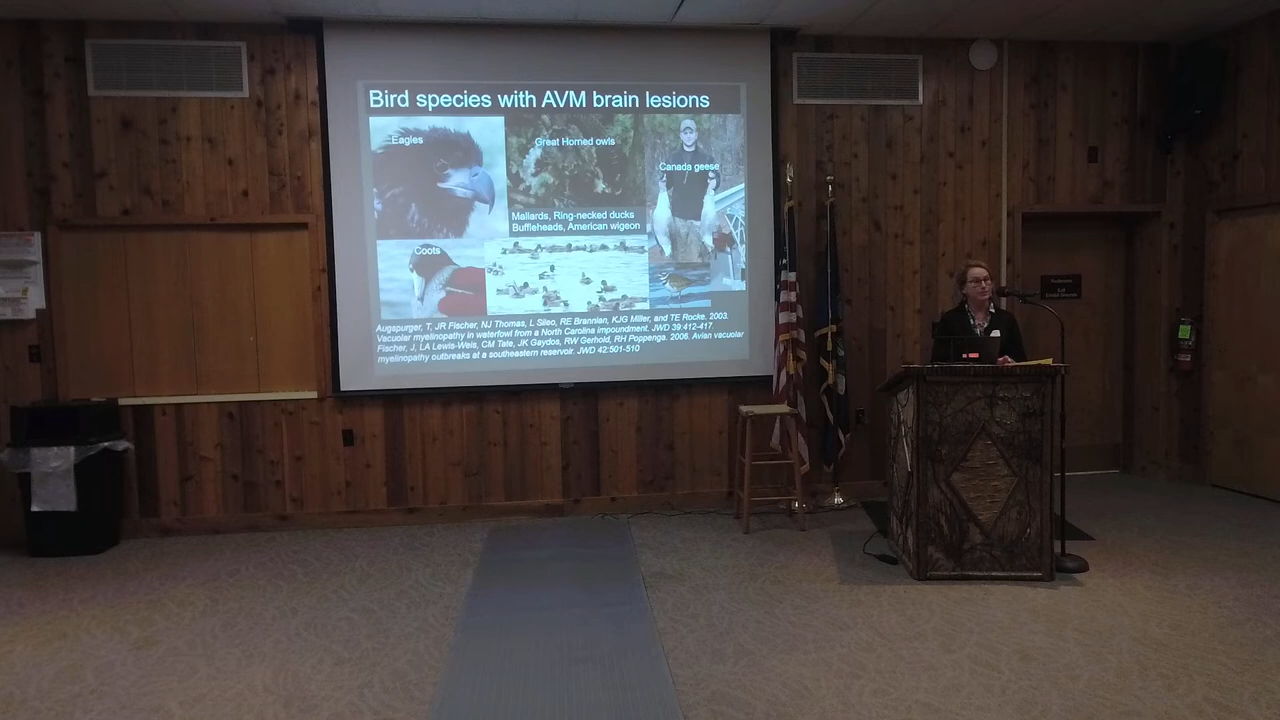 Bird species with AVM brain lesions
Eagles
Great Horned owls
Canada geese
Mallards, Ring-necked ducks
Buffleheads, American wigeon
Coots
Augspurger, T, JR Fischer, NJ Thomas, L Sileo, RE Brannian, KJG Miller, and TE Rocke. 2003.
Vacuolar myelinopathy in waterfowl from a North Carolina impoundment. JWD 39:412-417.
Fischer, J, LA Lewis-Weis, CM Tate, JK Gaydos, RW Gerhold, RH Poppenga. 2006. Avian vacuolar
myelinopathy outbreaks at a southeastern reservoir. JWD 42:501-510